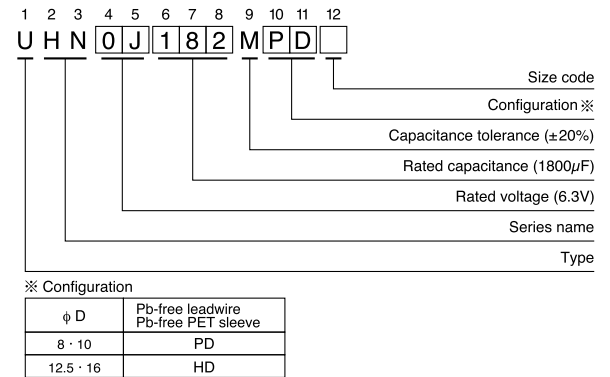 1 2 3 4 5 6 7 8 9 10 11 12
U H N 0 J 1 8 2 M P D
Size code
Configuration※
Capacitance tolerance (±20%)
Rated capacitance (1800µF)
Rated voltage (6.3V)
Series name
Type
※ Configuration
ϕ D
Pb-free leadwire
Pb-free PET sleeve
8 · 10 PD
12.5 · 16 HD